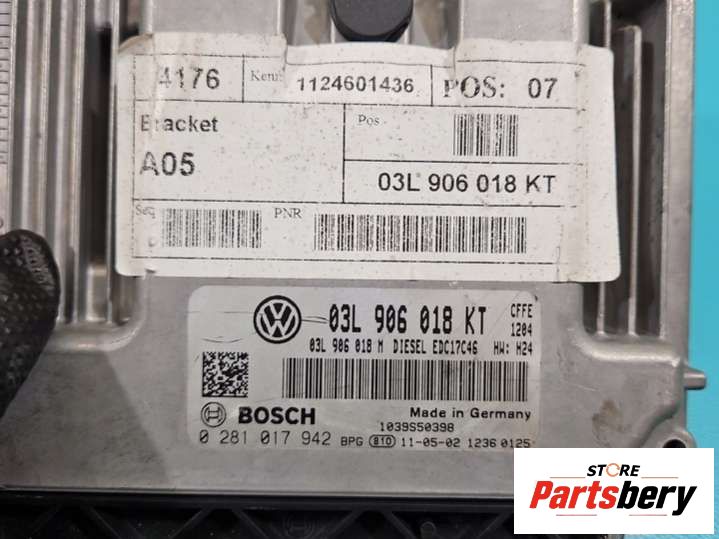 4176 Kenn: 1124601436 POS: 07
Bracket Pos
A05
03L 906 018 KT
Seq PNR
03L 906 018 KT CFFE
1204
03L 906 018 M DIESEL EDC17C46 HW: H24
BOSCH Made in Germany
1039S50398
0 281 017 942 BPG 810 11-05-02 1236 0125
STORE
Partsbery